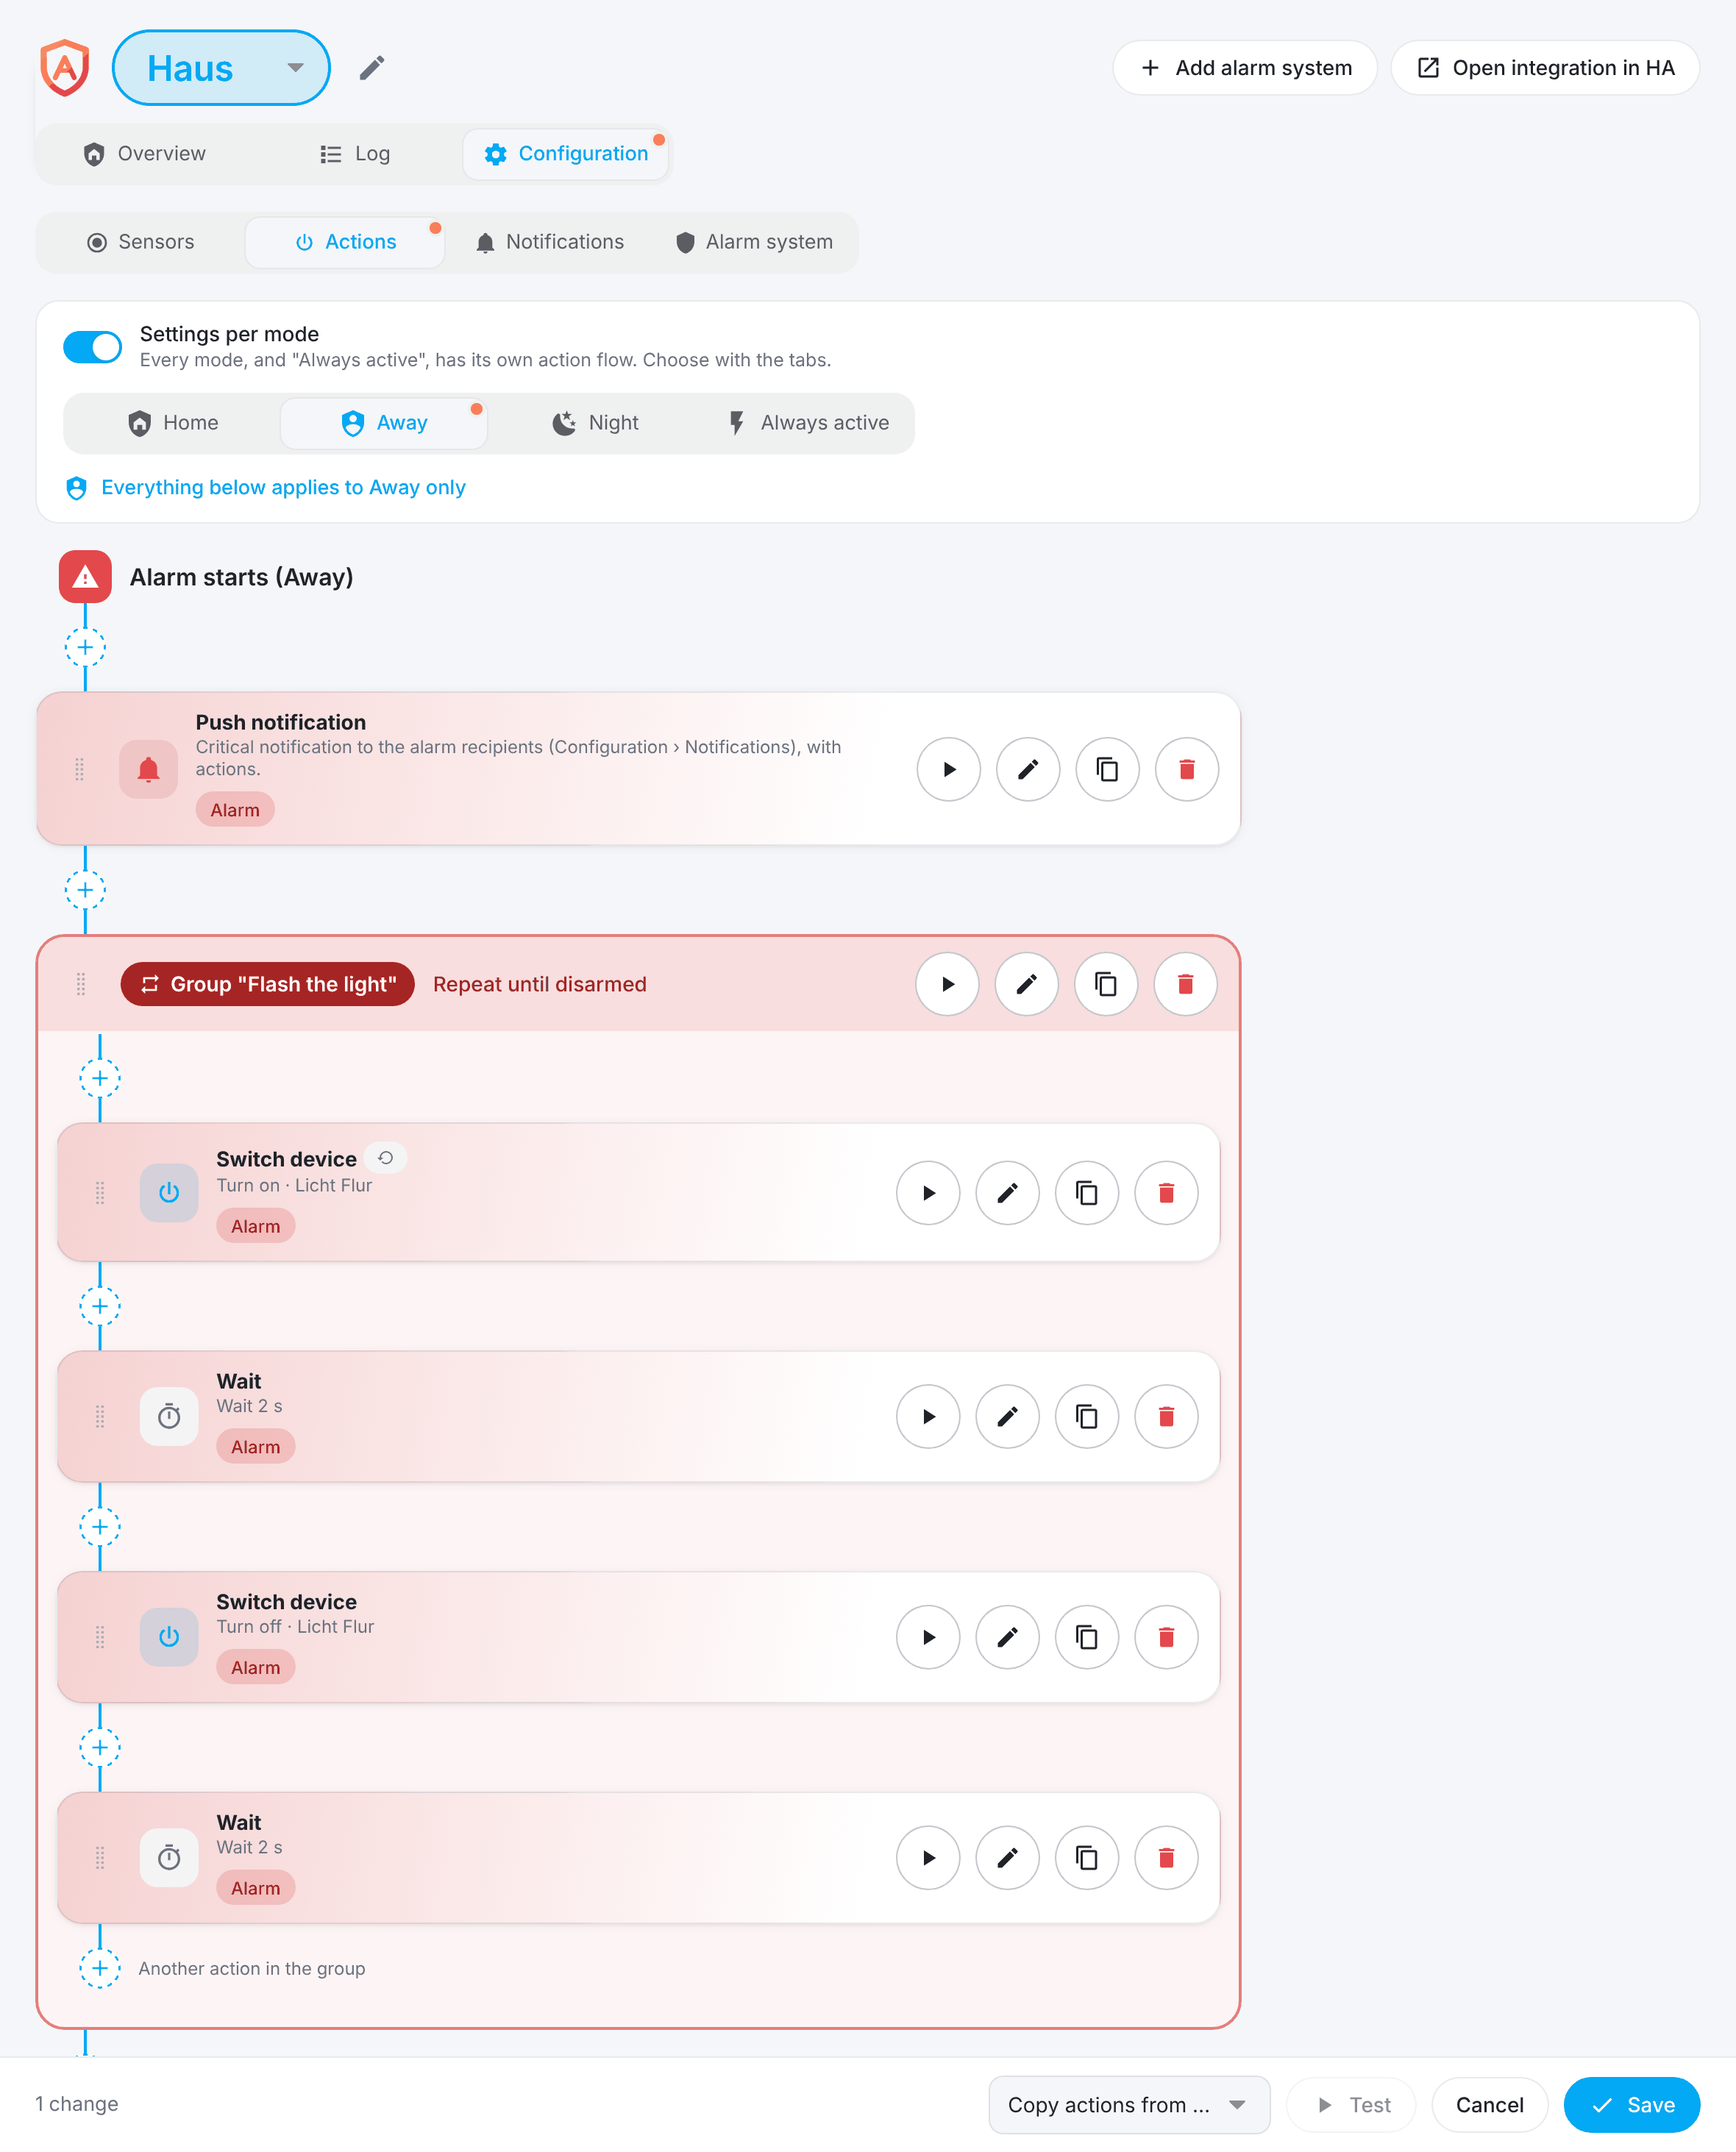 Haus
Add alarm system
Open integration in HA
Overview
Log
Configuration
Sensors
Actions
Notifications
Alarm system
Settings per mode
Every mode, and "Always active", has its own action flow. Choose with the tabs.
Home
Away
Night
Always active
Everything below applies to Away only
Alarm starts (Away)
Push notification
Critical notification to the alarm recipients (Configuration › Notifications), with
actions.
Alarm
Group "Flash the light"
Repeat until disarmed
Switch device
Turn on · Licht Flur
Alarm
Wait
Wait 2 s
Alarm
Switch device
Turn off · Licht Flur
Alarm
Wait
Wait 2 s
Alarm
Another action in the group
1 change
Copy actions from ...
Test
Cancel
Save